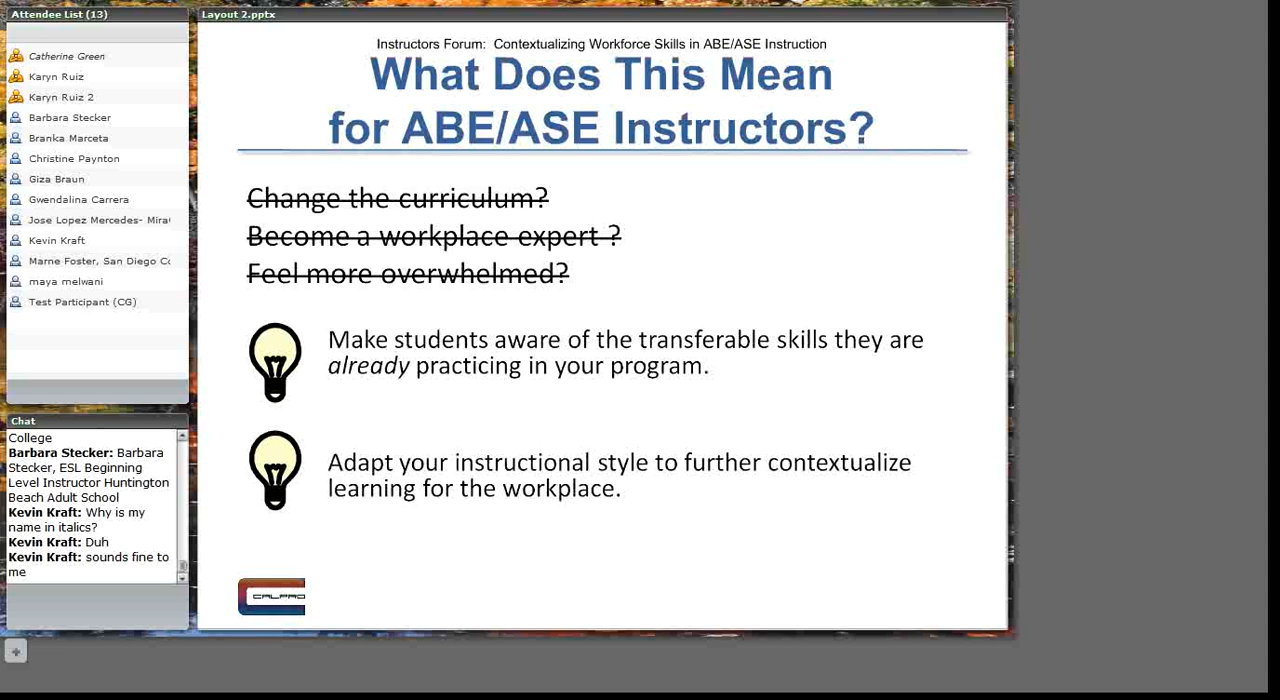 Attendee List (13)
Catherine Green
Karyn Ruiz
Karyn Ruiz 2
Barbara Stecker
Branka Marceta
Christine Paynton
Giza Braun
Gwendalina Carrera
Jose Lopez Mercedes- Mira
Kevin Kraft
Marne Foster, San Diego Cc
maya melwani
Test Participant (CG)
Chat
College
Barbara Stecker: Barbara
Stecker, ESL Beginning
Level Instructor Huntington
Beach Adult School
Kevin Kraft: Why is my
name in italics?
Kevin Kraft: Duh
Kevin Kraft: sounds fine to
me
Layout 2.pptx
Instructors Forum: Contextualizing Workforce Skills in ABE/ASE Instruction
What Does This Mean
for ABE/ASE Instructors?
Change the curriculum?
Become a workplace expert ?
Feel more overwhelmed?
Make students aware of the transferable skills they are
already practicing in your program.
Adapt your instructional style to further contextualize
learning for the workplace.
CALPRO